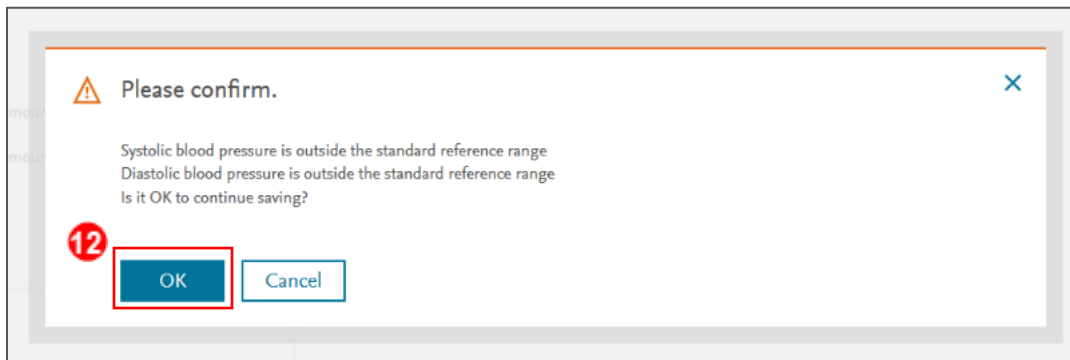 Please confirm.
Systolic blood pressure is outside the standard reference range
Diastolic blood pressure is outside the standard reference range
Is it OK to continue saving?
12
OK
Cancel